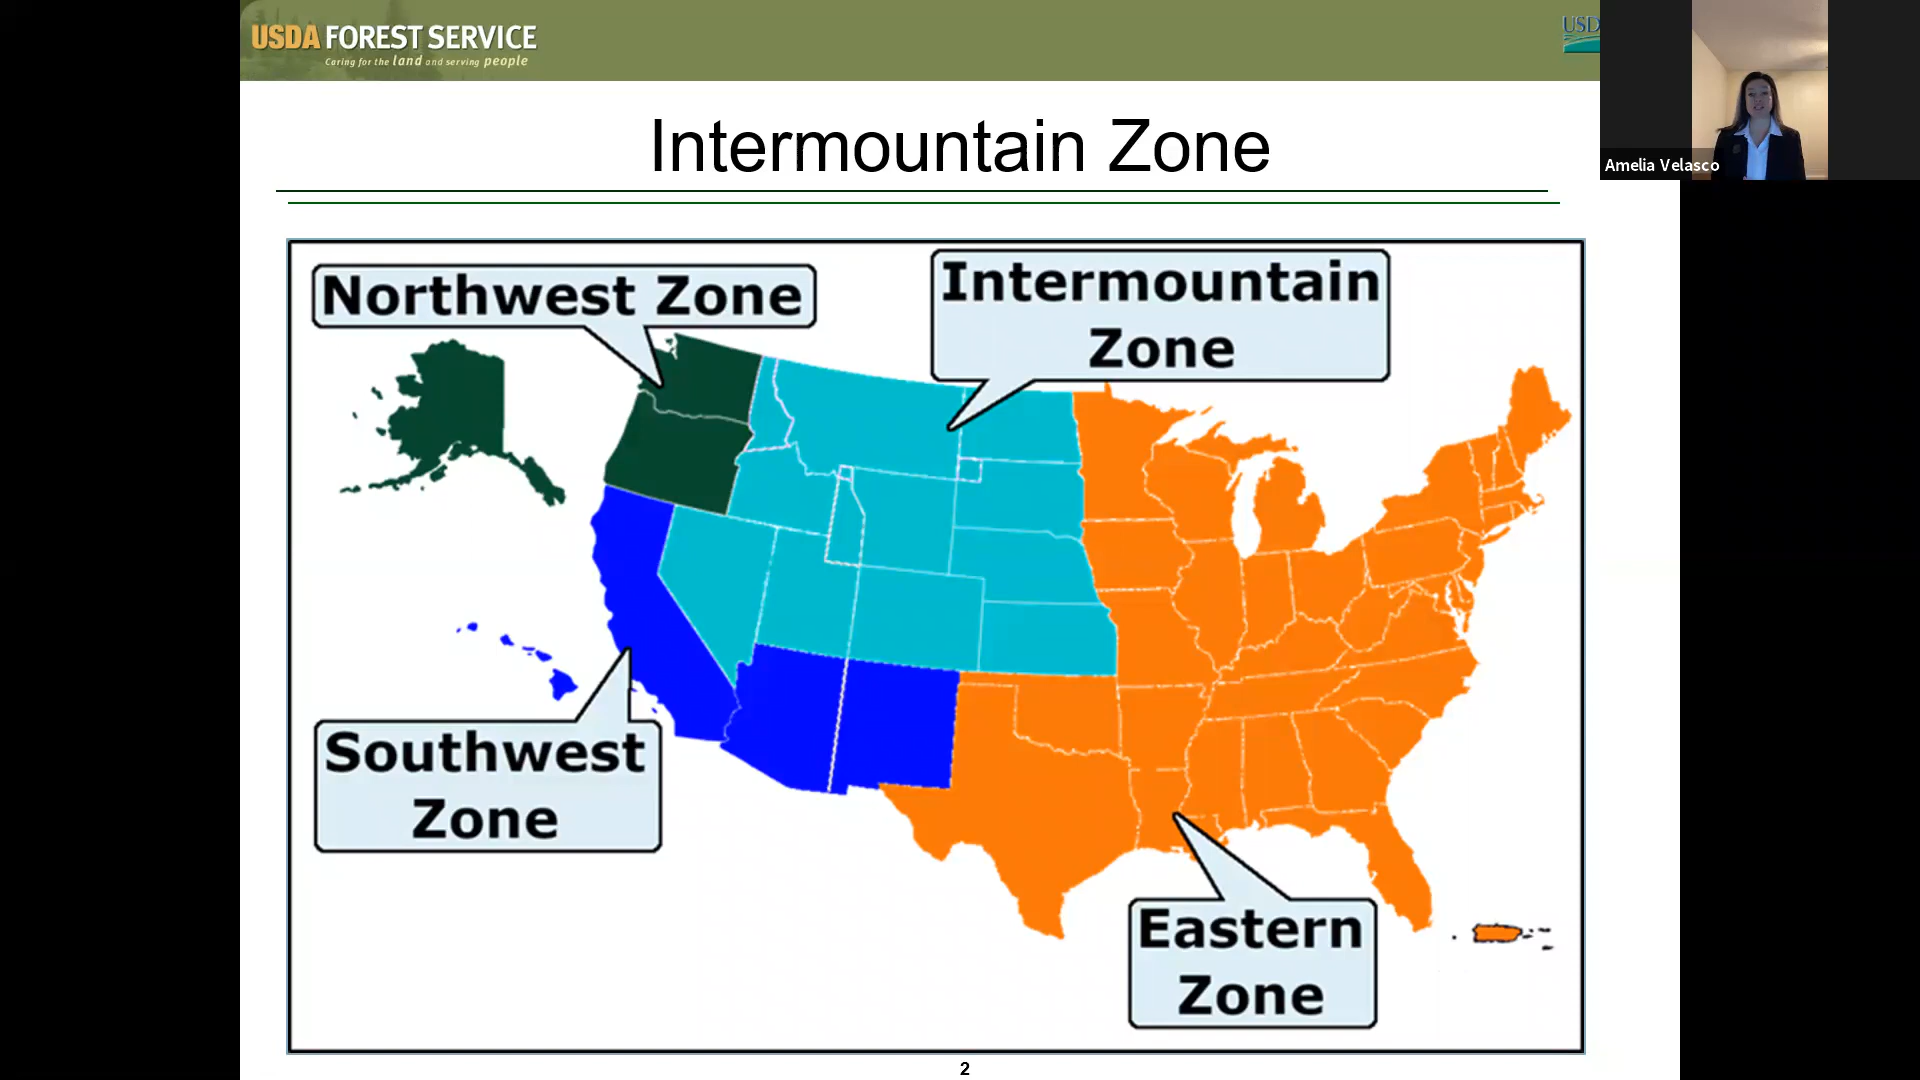 USDA FOREST SERVICE
Caring for the land and serving people
USD
Amelia Velasco
Intermountain Zone
Northwest Zone
Intermountain
Zone
Southwest
Zone
Eastern
Zone
2